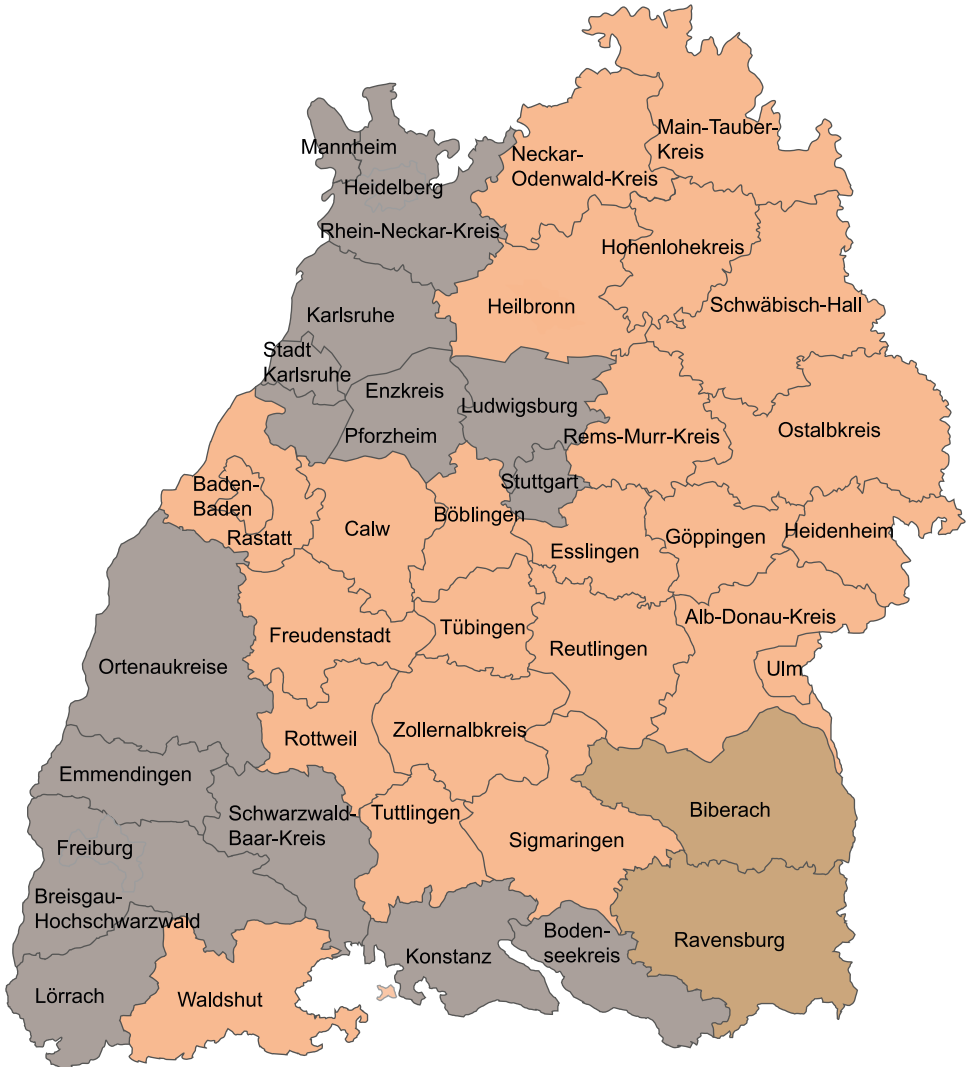 Main-Tauber-
Kreis
Mannheim
Neckar-
Odenwald-Kreis
Heidelberg
Rhein-Neckar-Kreis
Hohenlohekreis
Heilbronn
Schwäbisch-Hall
Karlsruhe
Stadt
Karlsruhe
Enzkreis
Ludwigsburg
Pforzheim
Rems-Murr-Kreis
Ostalbkreis
Stuttgart
Baden-
Baden
Rastatt
Calw
Böblingen
Esslingen
Göppingen
Heidenheim
Alb-Donau-Kreis
Freudenstadt
Tübingen
Reutlingen
Ulm
Ortenaukreise
Rottweil
Zollernalbkreis
Emmendingen
Schwarzwald-
Baar-Kreis
Tuttlingen
Biberach
Sigmaringen
Freiburg
Breisgau-
Hochschwarzwald
Boden-
seekreis
Ravensburg
Konstanz
Lörrach
Waldshut